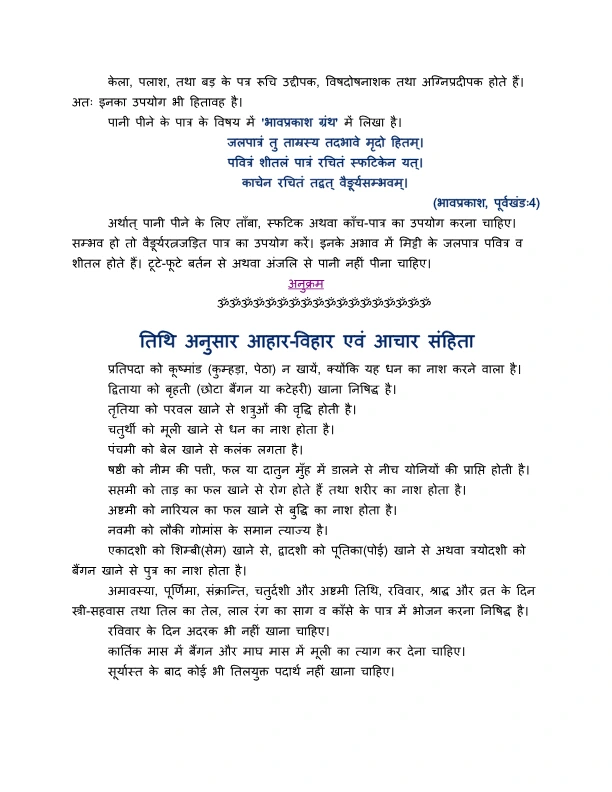 केला, पलाश, तथा बड़ के पत्र रूचि उद्दीपक, विषदोषनाशक तथा अग्निप्रदीपक होते हैं।
अतः इनका उपयोग भी हितावह है।
पानी पीने के पात्र के विषय में 'भावप्रकाश ग्रंथ' में लिखा है।
जलपात्रं तु ताम्रस्य तदभावे मृदो हितम्।
पवित्रं शीतलं पात्रं रचितं स्फटिकेन यत्।
काचेन रचितं तद्वत् वैङूर्यसम्भवम्।
(भावप्रकाश, पूर्वखंडः4)
अर्थात् पानी पीने के लिए ताँबा, स्फटिक अथवा काँच-पात्र का उपयोग करना चाहिए।
सम्भव हो तो वैङूर्यरत्नजड़ित पात्र का उपयोग करें। इनके अभाव में मिट्टी के जलपात्र पवित्र व
शीतल होते हैं। टूटे-फूटे बर्तन से अथवा अंजलि से पानी नहीं पीना चाहिए।
अनुक्रम
ॐॐॐॐॐॐॐॐॐॐॐॐॐॐॐॐॐॐ
तिथि अनुसार आहार-विहार एवं आचार संहिता
प्रतिपदा को कूष्मांड (कुम्हड़ा, पेठा) न खायें, क्योंकि यह धन का नाश करने वाला है।
द्विताया को बृहती (छोटा बैंगन या कटेहरी) खाना निषिद्ध है।
तृतिया को परवल खाने से शत्रुओं की वृद्धि होती है।
चतुर्थी को मूली खाने से धन का नाश होता है।
पंचमी को बेल खाने से कलंक लगता है।
षष्ठी को नीम की पत्ती, फल या दातुन मुँह में डालने से नीच योनियों की प्राप्ति होती है।
सप्तमी को ताड़ का फल खाने से रोग होते हैं तथा शरीर का नाश होता है।
अष्टमी को नारियल का फल खाने से बुद्धि का नाश होता है।
नवमी को लौकी गोमांस के समान त्याज्य है।
एकादशी को शिम्बी(सेम) खाने से, द्वादशी को पूतिका(पोई) खाने से अथवा त्रयोदशी को
बैंगन खाने से पुत्र का नाश होता है।
अमावस्या, पूर्णिमा, संक्रान्ति, चतुर्दशी और अष्टमी तिथि, रविवार, श्राद्ध और व्रत के दिन
स्त्री-सहवास तथा तिल का तेल, लाल रंग का साग व काँसे के पात्र में भोजन करना निषिद्ध है।
रविवार के दिन अदरक भी नहीं खाना चाहिए।
कार्तिक मास में बैंगन और माघ मास में मूली का त्याग कर देना चाहिए।
सूर्यास्त के बाद कोई भी तिलयुक्त पदार्थ नहीं खाना चाहिए।